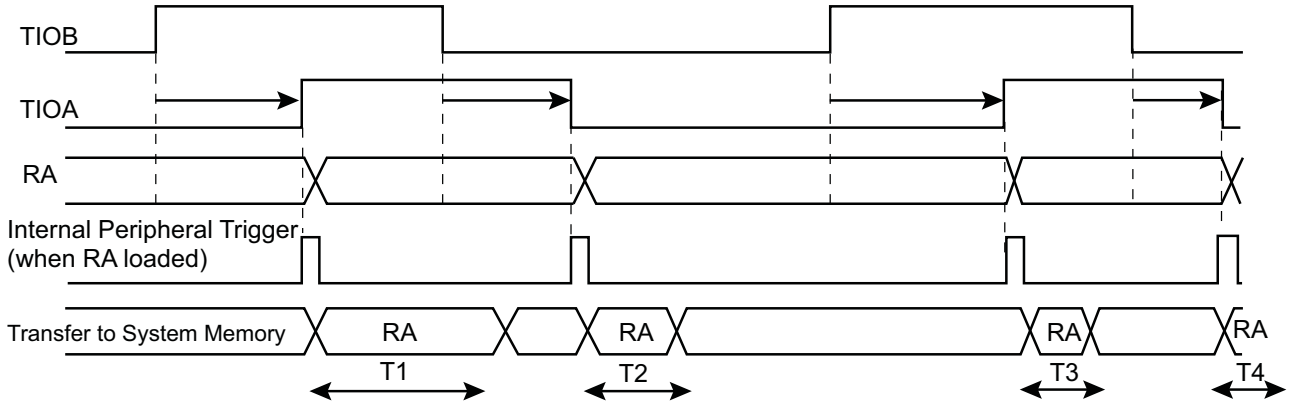 TIOB
TIOA
RA
Internal Peripheral Trigger
(when RA loaded)
Transfer to System Memory
RA
RA
RA
RA
T1
T2
T3
T4